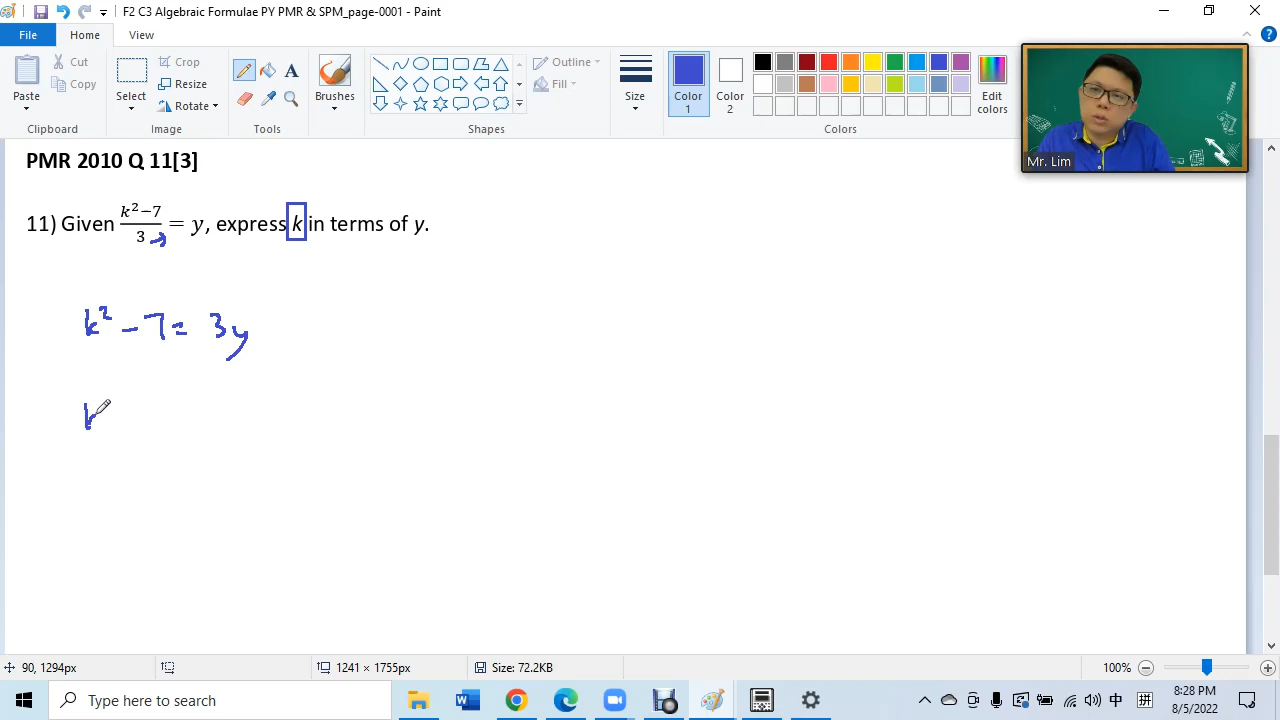 F2 C3 Algebraic Formulae PY PMR & SPM_page-0001 - Paint
File Home View
Paste Cut Copy Clipboard
Select Crop Resize Rotate Image
Tools
Brushes
Outline Fill Shapes
Size
Color 1 Color 2 Edit colors Colors
Mr. Lim
PMR 2010 Q 11[3]
11) Given k²−7/3 = y, express k in terms of y.
k² − 7 = 3y
90, 1294px 1241 × 1755px Size: 72.2KB 100%
Type here to search
中 拼 8:28 PM
8/5/2022